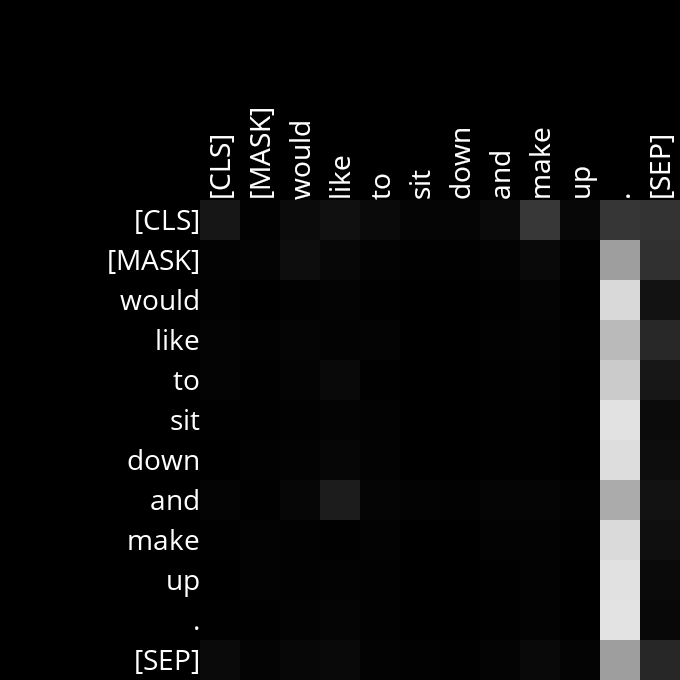 [CLS] [MASK] would like to sit down and make up . [SEP]
[CLS]
[MASK]
would
like
to
sit
down
and
make
up
.
[SEP]